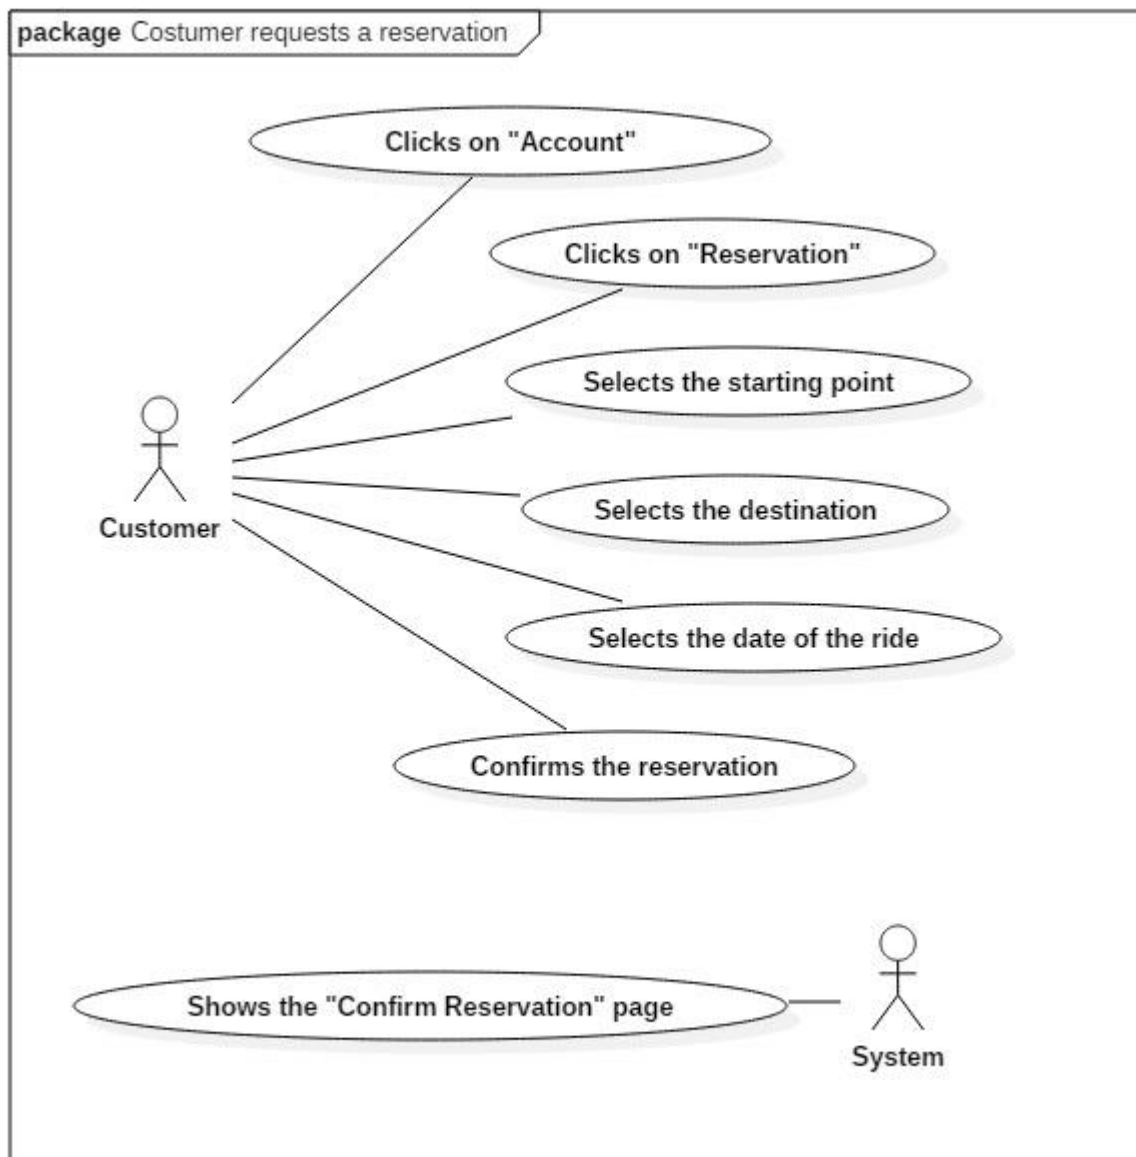 package Costumer requests a reservation
Clicks on "Account"
Clicks on "Reservation"
Selects the starting point
Customer
Selects the destination
Selects the date of the ride
Confirms the reservation
Shows the "Confirm Reservation" page
System